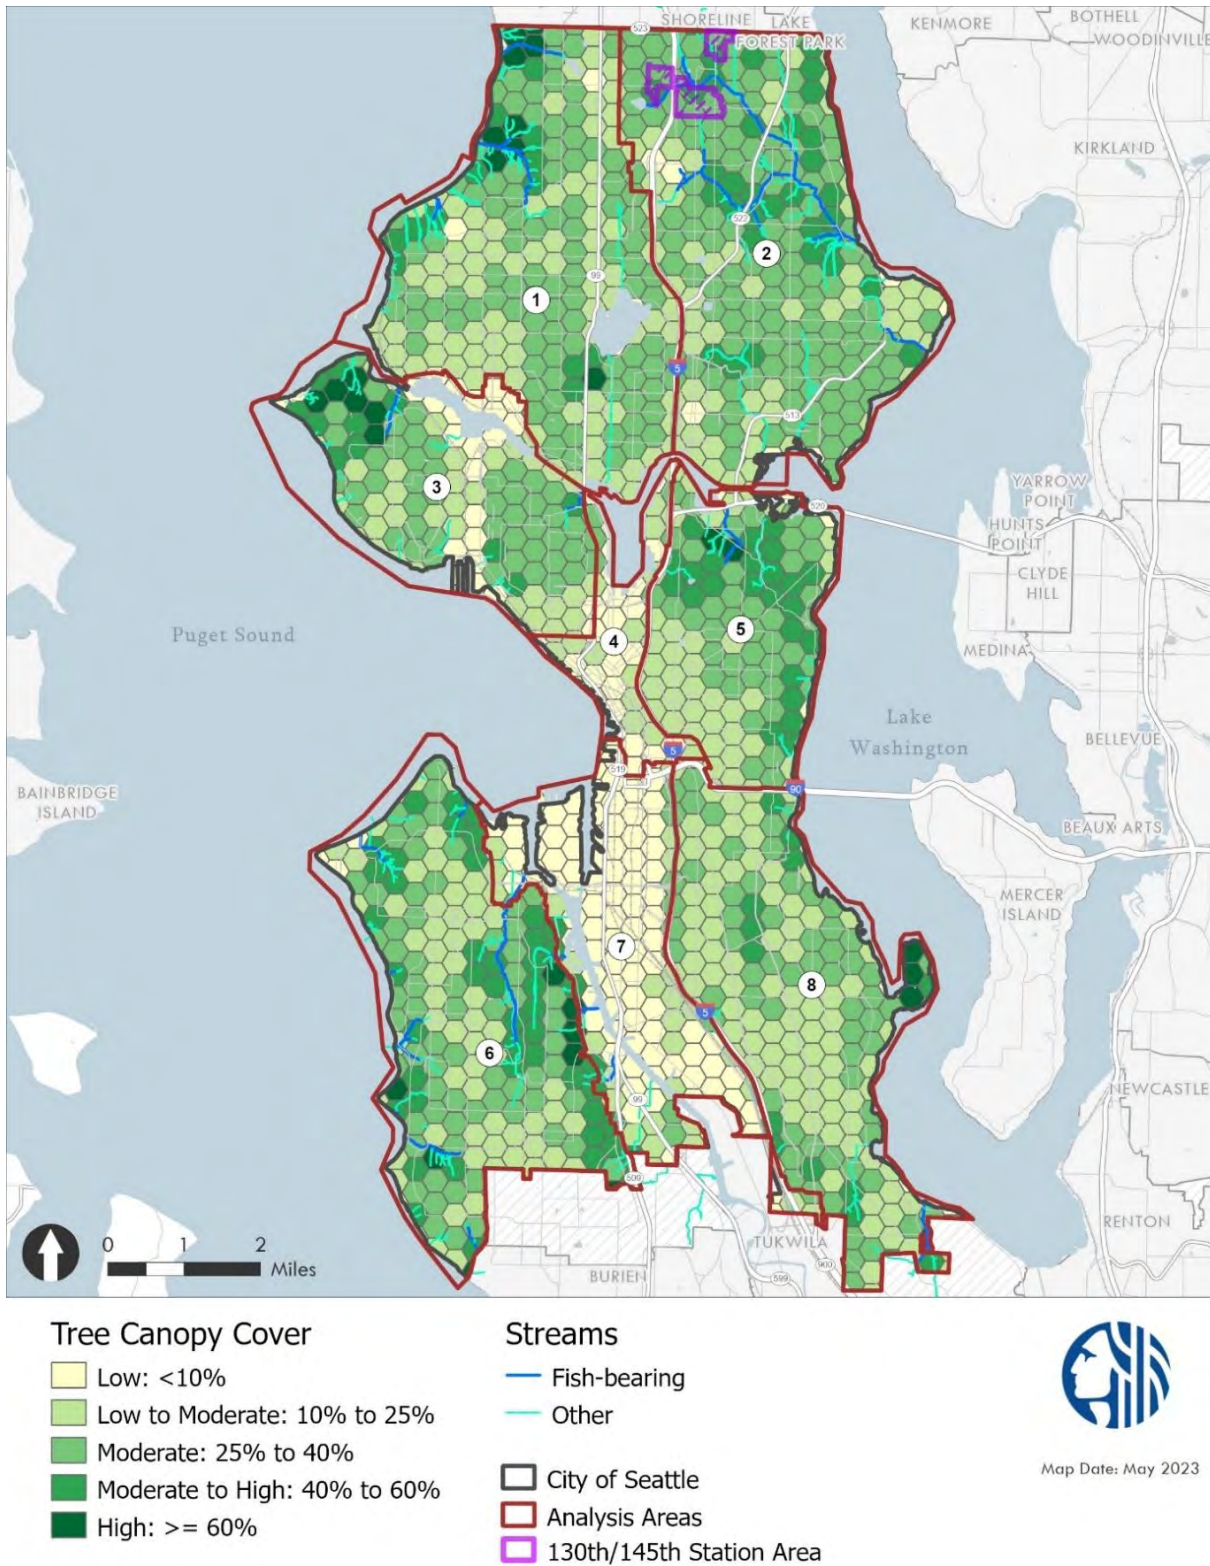 SHORELINE
LAKE
FOREST PARK
KENMORE
BOTHELL
WOODINVILLE
523
KIRKLAND
522
2
99
1
5
513
3
520
YARROW
POINT
HUNTS
POINT
CLYDE
HILL
Puget Sound
4
5
MEDINA
Lake
Washington
BELLEVUE
5
519
90
BAINBRIDGE
ISLAND
BEAUX ARTS
MERCER
ISLAND
7
8
5
6
99
NEWCASTLE
509
0 1 2
Miles
BURIEN
TUKWILA
900
599
RENTON
Tree Canopy Cover
Low: <10%
Low to Moderate: 10% to 25%
Moderate: 25% to 40%
Moderate to High: 40% to 60%
High: >= 60%
Streams
Fish-bearing
Other
City of Seattle
Analysis Areas
130th/145th Station Area
Map Date: May 2023